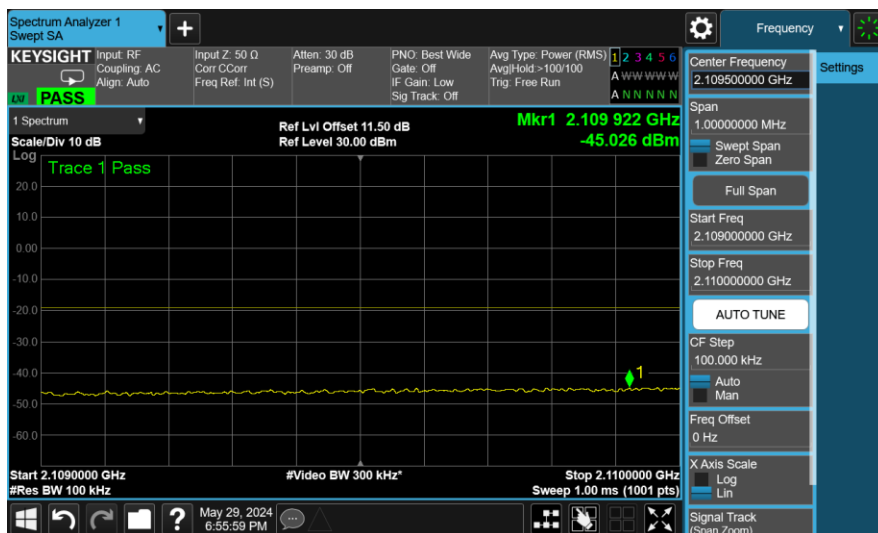 Spectrum Analyzer 1
Swept SA
+
Frequency
KEYSIGHT
Input: RF
Coupling: AC
Align: Auto
Input Z: 50 Ω
Corr CCorr
Freq Ref: Int (S)
Atten: 30 dB
Preamp: Off
PNO: Best Wide
Gate: Off
IF Gain: Low
Sig Track: Off
Avg Type: Power (RMS)
Avg|Hold:>100/100
Trig: Free Run
1 2 3 4 5 6
A W W W W W
A N N N N N
LXI PASS
1 Spectrum
Scale/Div 10 dB
Ref Lvl Offset 11.50 dB
Ref Level 30.00 dBm
Mkr1 2.109 922 GHz
-45.026 dBm
Log
Trace 1 Pass
20.0
10.0
0.00
-10.0
-20.0
-30.0
-40.0
-50.0
-60.0
1
Start 2.1090000 GHz
#Res BW 100 kHz
#Video BW 300 kHz*
Stop 2.1100000 GHz
Sweep 1.00 ms (1001 pts)
?
May 29, 2024
6:55:59 PM
Center Frequency
2.109500000 GHz
Settings
Span
1.00000000 MHz
Swept Span
Zero Span
Full Span
Start Freq
2.109000000 GHz
Stop Freq
2.110000000 GHz
AUTO TUNE
CF Step
100.000 kHz
Auto
Man
Freq Offset
0 Hz
X Axis Scale
Log
Lin
Signal Track
(Span Zoom)